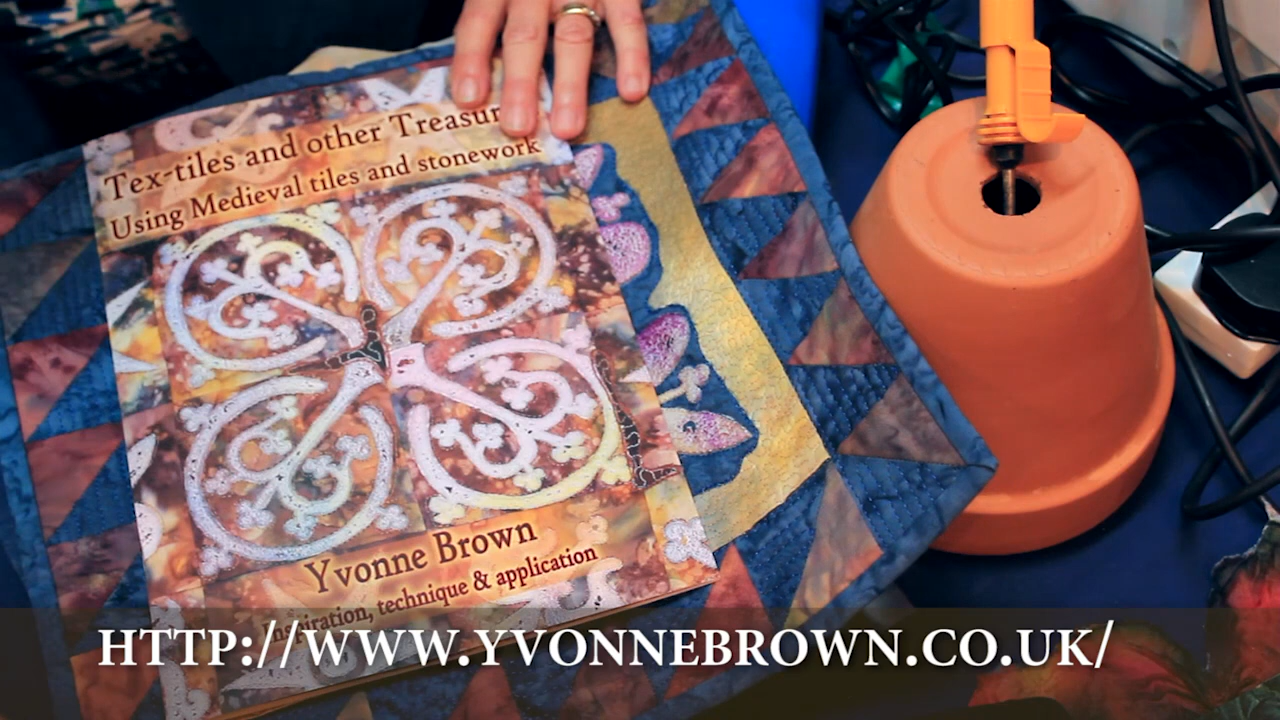 Tex-tiles and other Treasur
Using Medieval tiles and stonework
Yvonne Brown
Inspiration, technique & application
HTTP://WWW.YVONNEBROWN.CO.UK/